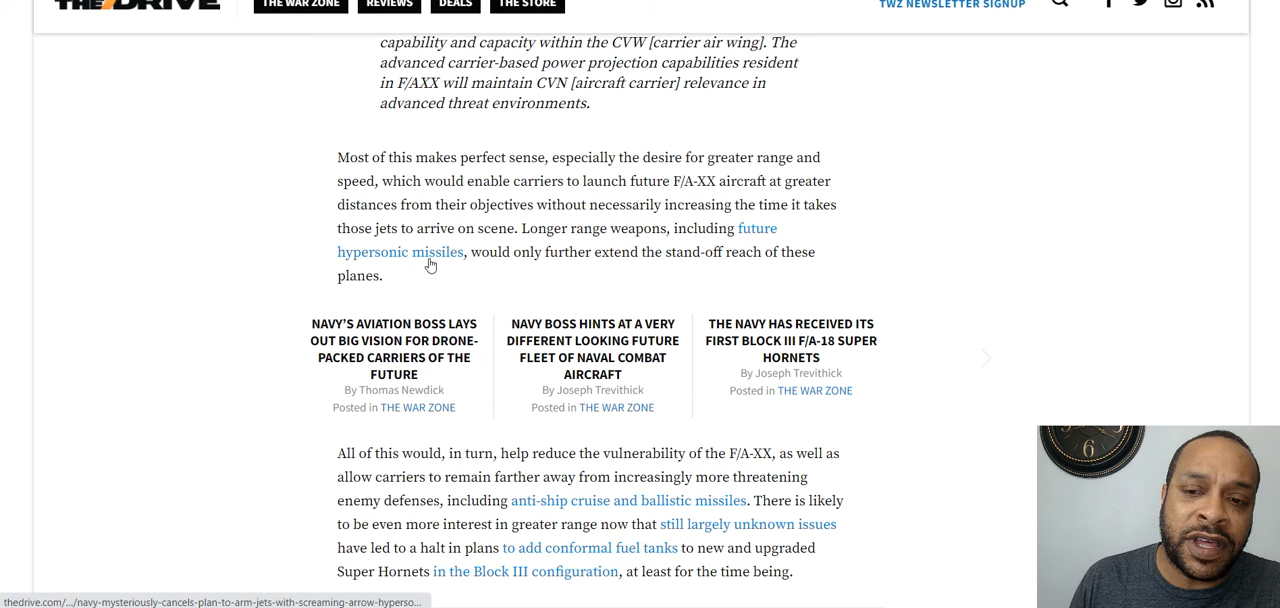 THE DRIVE
THE WAR ZONE
REVIEWS
DEALS
THE STORE
TWZ NEWSLETTER SIGNUP
capability and capacity within the CVW [carrier air wing]. The
advanced carrier-based power projection capabilities resident
in F/AXX will maintain CVN [aircraft carrier] relevance in
advanced threat environments.
Most of this makes perfect sense, especially the desire for greater range and
speed, which would enable carriers to launch future F/A-XX aircraft at greater
distances from their objectives without necessarily increasing the time it takes
those jets to arrive on scene. Longer range weapons, including future
hypersonic missiles, would only further extend the stand-off reach of these
planes.
NAVY'S AVIATION BOSS LAYS
OUT BIG VISION FOR DRONE-
PACKED CARRIERS OF THE
FUTURE
By Thomas Newdick
Posted in THE WAR ZONE
NAVY BOSS HINTS AT A VERY
DIFFERENT LOOKING FUTURE
FLEET OF NAVAL COMBAT
AIRCRAFT
By Joseph Trevithick
Posted in THE WAR ZONE
THE NAVY HAS RECEIVED ITS
FIRST BLOCK III F/A-18 SUPER
HORNETS
By Joseph Trevithick
Posted in THE WAR ZONE
All of this would, in turn, help reduce the vulnerability of the F/A-XX, as well as
allow carriers to remain farther away from increasingly more threatening
enemy defenses, including anti-ship cruise and ballistic missiles. There is likely
to be even more interest in greater range now that still largely unknown issues
have led to a halt in plans to add conformal fuel tanks to new and upgraded
Super Hornets in the Block III configuration, at least for the time being.
thedrive.com/.../navy-mysteriously-cancels-plan-to-arm-jets-with-screaming-arrow-hyperso...
6